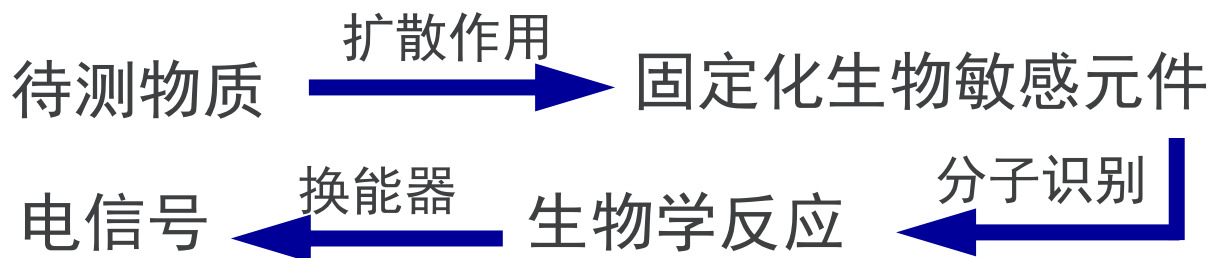 扩散作用
待测物质
固定化生物敏感元件
分子识别
换能器
生物学反应
电信号